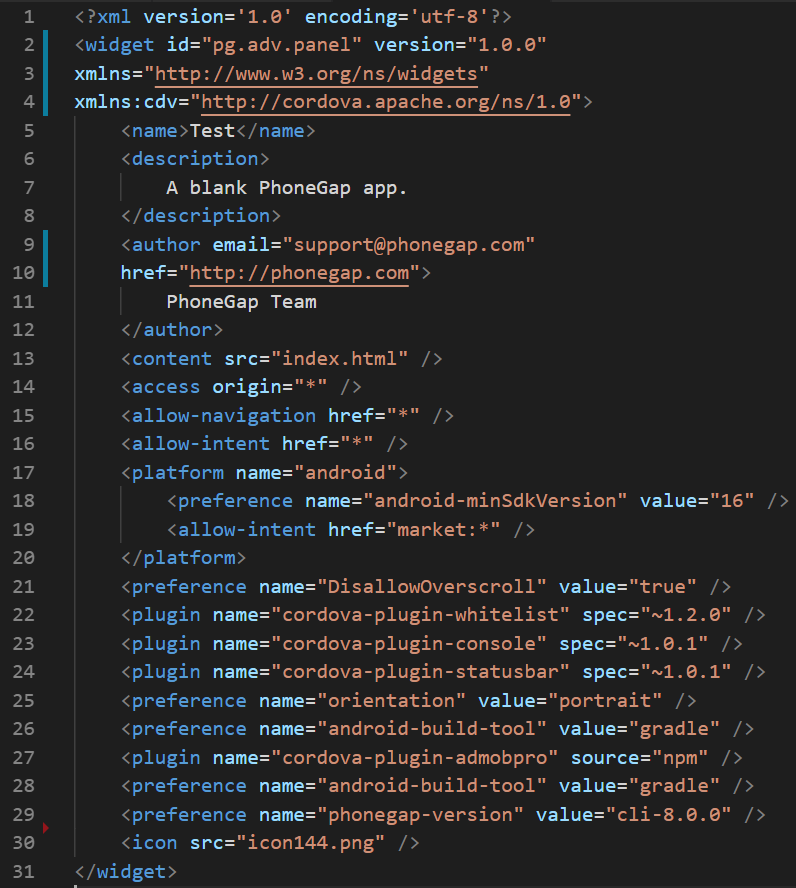 1 <?xml version='1.0' encoding='utf-8'?>
2 <widget id="pg.adv.panel" version="1.0.0"
3 xmlns="http://www.w3.org/ns/widgets"
4 xmlns:cdv="http://cordova.apache.org/ns/1.0">
5     <name>Test</name>
6     <description>
7         A blank PhoneGap app.
8     </description>
9     <author email="support@phonegap.com"
10     href="http://phonegap.com">
11         PhoneGap Team
12     </author>
13     <content src="index.html" />
14     <access origin="*" />
15     <allow-navigation href="*" />
16     <allow-intent href="*" />
17     <platform name="android">
18         <preference name="android-minSdkVersion" value="16" />
19         <allow-intent href="market:*" />
20     </platform>
21     <preference name="DisallowOverscroll" value="true" />
22     <plugin name="cordova-plugin-whitelist" spec="~1.2.0" />
23     <plugin name="cordova-plugin-console" spec="~1.0.1" />
24     <plugin name="cordova-plugin-statusbar" spec="~1.0.1" />
25     <preference name="orientation" value="portrait" />
26     <preference name="android-build-tool" value="gradle" />
27     <plugin name="cordova-plugin-admobpro" source="npm" />
28     <preference name="android-build-tool" value="gradle" />
29     <preference name="phonegap-version" value="cli-8.0.0" />
30     <icon src="icon144.png" />
31 </widget>